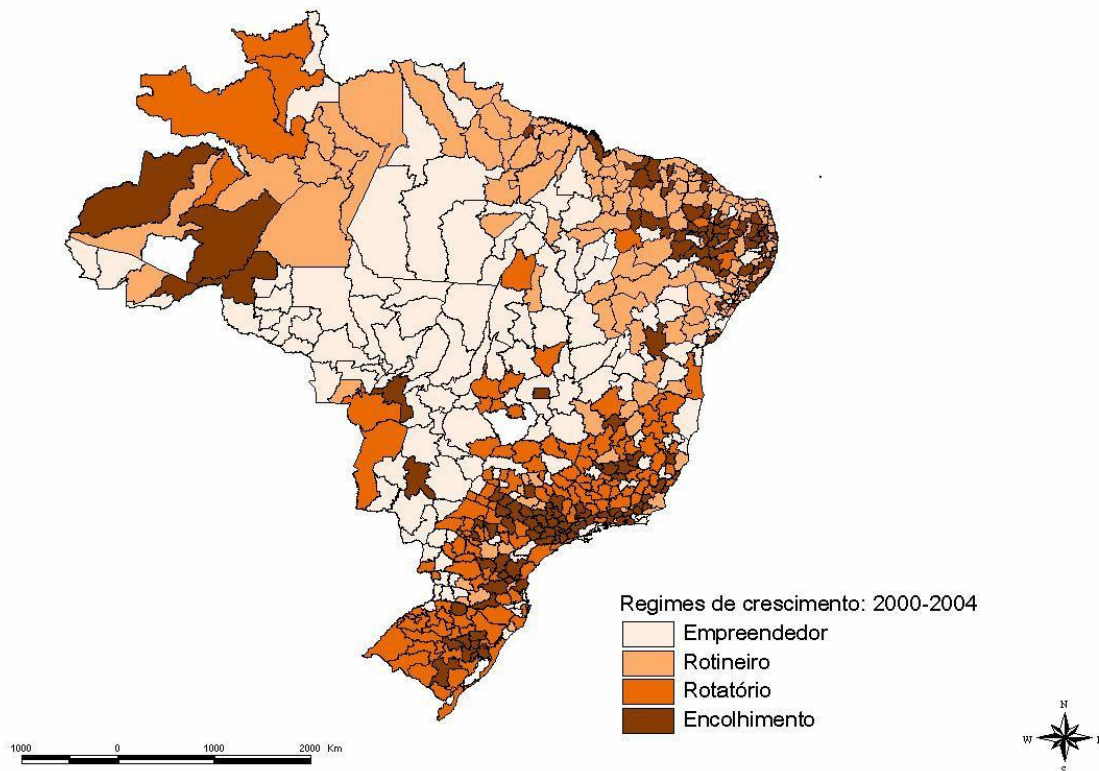 Regimes de crescimento: 2000-2004
Empreendedor
Rotineiro
Rotatório
Encolhimento
1000 0 1000 2000 Km
N
W E
S